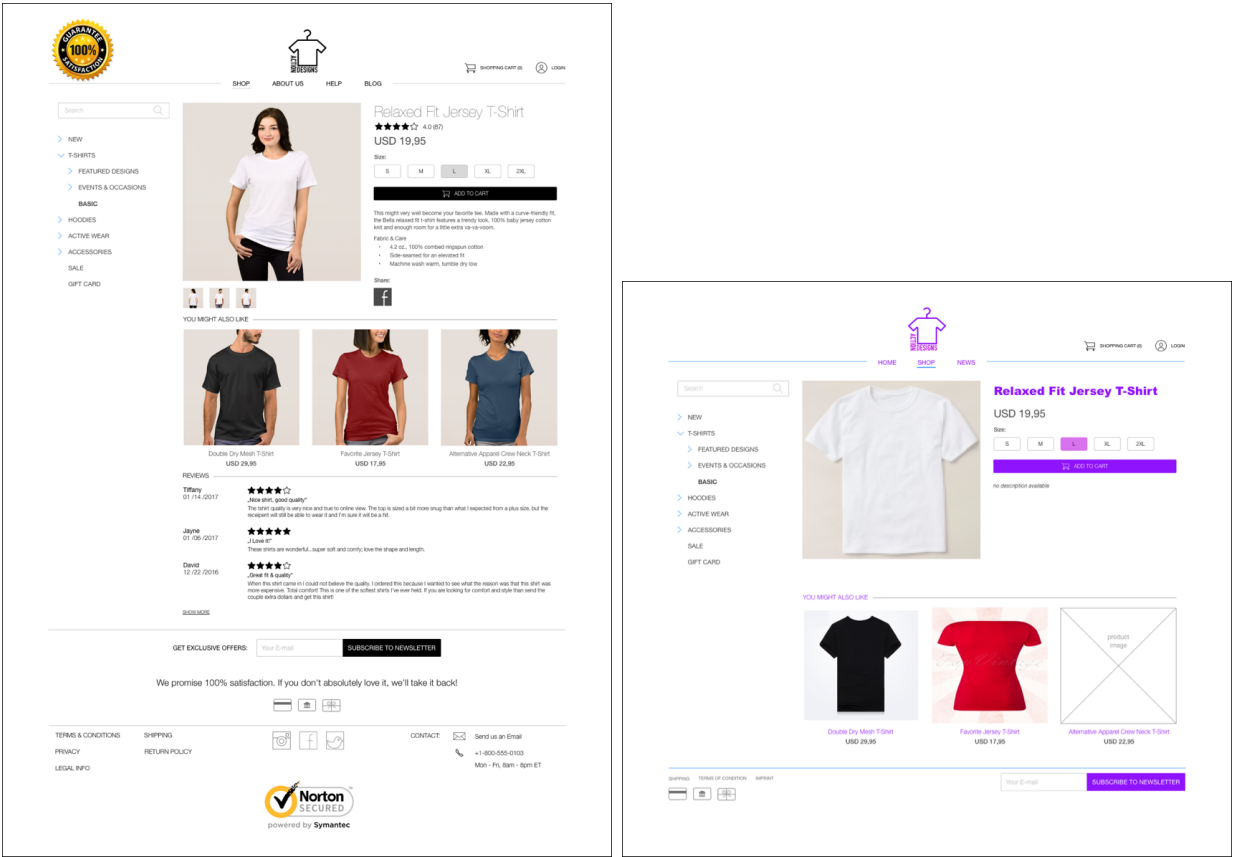 GUARANTEE
100%
SATISFACTION
ACTION
DESIGNS
SHOPPING CART (0)
LOGIN
SHOP
ABOUT US
HELP
BLOG
Search
NEW
T-SHIRTS
FEATURED DESIGNS
EVENTS & OCCASIONS
BASIC
HOODIES
ACTIVE WEAR
ACCESSORIES
SALE
GIFT CARD
Relaxed Fit Jersey T-Shirt
4.0 (87)
USD 19,95
Size:
S
M
L
XL
2XL
ADD TO CART
This might very well become your favorite tee. Made with a curve-friendly fit,
the Bella relaxed fit t-shirt features a trendy look, 100% baby jersey cotton
knit and enough room for a little extra va-va-voom.
Fabric & Care
• 4.2 oz., 100% combed ringspun cotton
• Side-seamed for an elevated fit
• Machine wash warm, tumble dry low
Share:
f
YOU MIGHT ALSO LIKE
Double Dry Mesh T-Shirt
USD 29,95
Favorite Jersey T-Shirt
USD 17,95
Alternative Apparel Crew Neck T-Shirt
USD 22,95
REVIEWS
Tiffany
01 /14 /2017
„Nice shirt, good quality"
The tshirt quality is very nice and true to online view. The top is sized a bit more snug than what I expected from a plus size, but the
receipent will still be able to wear it and I'm sure it will be a hit.
Jayne
01 /06 /2017
„I Love it!"
These shirts are wonderful...super soft and comfy; love the shape and length.
David
12 /22 /2016
„Great fit & quality"
When this shirt came in I could not believe the quality. I ordered this because I wanted to see what the reason was that this shirt was
more expensive. Total comfort! This is one of the softest shirts I've ever held. If you are looking for comfort and style than send the
couple extra dollars and get this shirt!
SHOW MORE
GET EXCLUSIVE OFFERS:
Your E-mail
SUBSCRIBE TO NEWSLETTER
We promise 100% satisfaction. If you don't absolutely love it, we'll take it back!
TERMS & CONDITIONS
PRIVACY
LEGAL INFO
SHIPPING
RETURN POLICY
f
CONTACT:
Send us an Email
+1-800-555-0103
Mon - Fri, 8am - 8pm ET
Norton
SECURED
powered by Symantec
ACTION
DESIGNS
SHOPPING CART (0)
LOGIN
HOME
SHOP
NEWS
Search
NEW
T-SHIRTS
FEATURED DESIGNS
EVENTS & OCCASIONS
BASIC
HOODIES
ACTIVE WEAR
ACCESSORIES
SALE
GIFT CARD
Relaxed Fit Jersey T-Shirt
USD 19,95
Size:
S
M
L
XL
2XL
ADD TO CART
no description available
YOU MIGHT ALSO LIKE
product
image
Double Dry Mesh T-Shirt
USD 29,95
Favorite Jersey T-Shirt
USD 17,95
Alternative Apparel Crew Neck T-Shirt
USD 22,95
SHIPPING
TERMS OF CONDITION
IMPRINT
Your E-mail
SUBSCRIBE TO NEWSLETTER